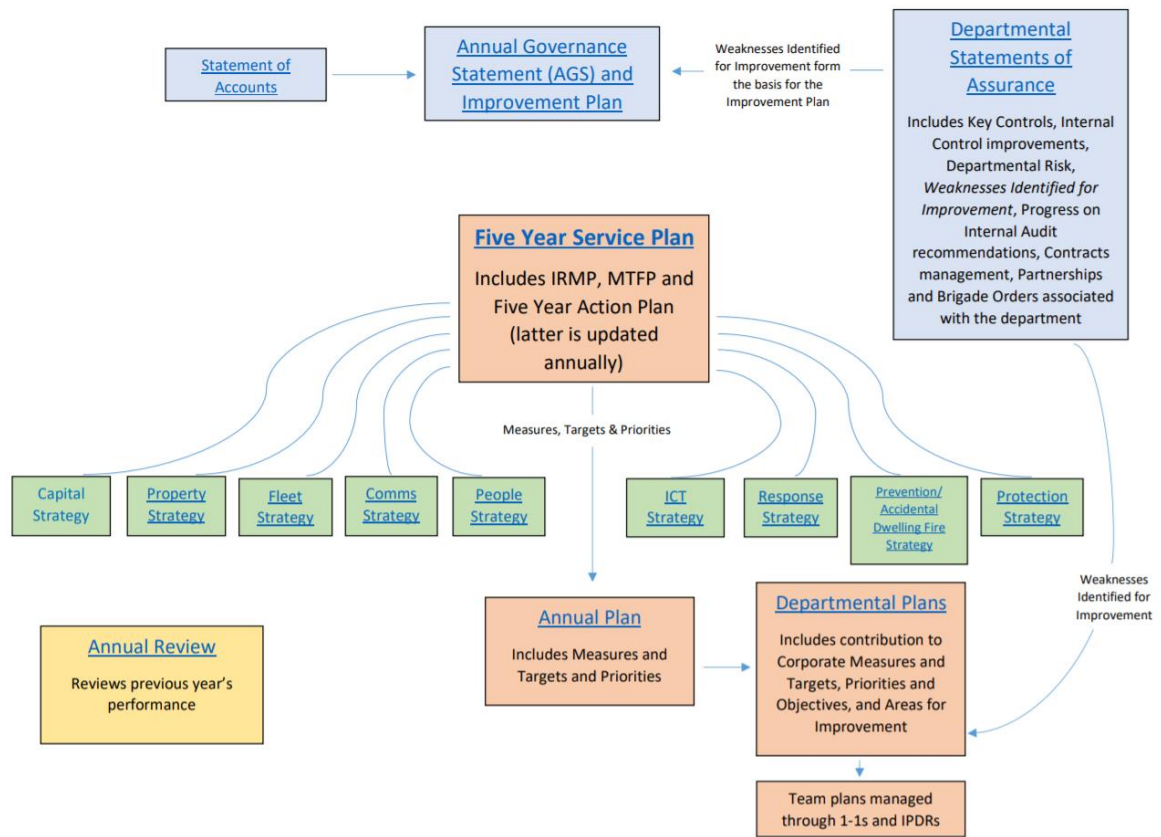 Statement of
Accounts
Annual Governance
Statement (AGS) and
Improvement Plan
Weaknesses Identified
for Improvement form
the basis for the
Improvement Plan
Departmental
Statements of
Assurance
Includes Key Controls, Internal
Control improvements,
Departmental Risk,
Weaknesses Identified for
Improvement, Progress on
Internal Audit
recommendations, Contracts
management, Partnerships
and Brigade Orders associated
with the department
Five Year Service Plan
Includes IRMP, MTFP and
Five Year Action Plan
(latter is updated
annually)
Measures, Targets & Priorities
Capital
Strategy
Property
Strategy
Fleet
Strategy
Comms
Strategy
People
Strategy
ICT
Strategy
Response
Strategy
Prevention/
Accidental
Dwelling Fire
Strategy
Protection
Strategy
Weaknesses
Identified for
Improvement
Annual Review
Reviews previous year’s
performance
Annual Plan
Includes Measures and
Targets and Priorities
Departmental Plans
Includes contribution to
Corporate Measures and
Targets, Priorities and
Objectives, and Areas for
Improvement
Team plans managed
through 1-1s and IPDRs